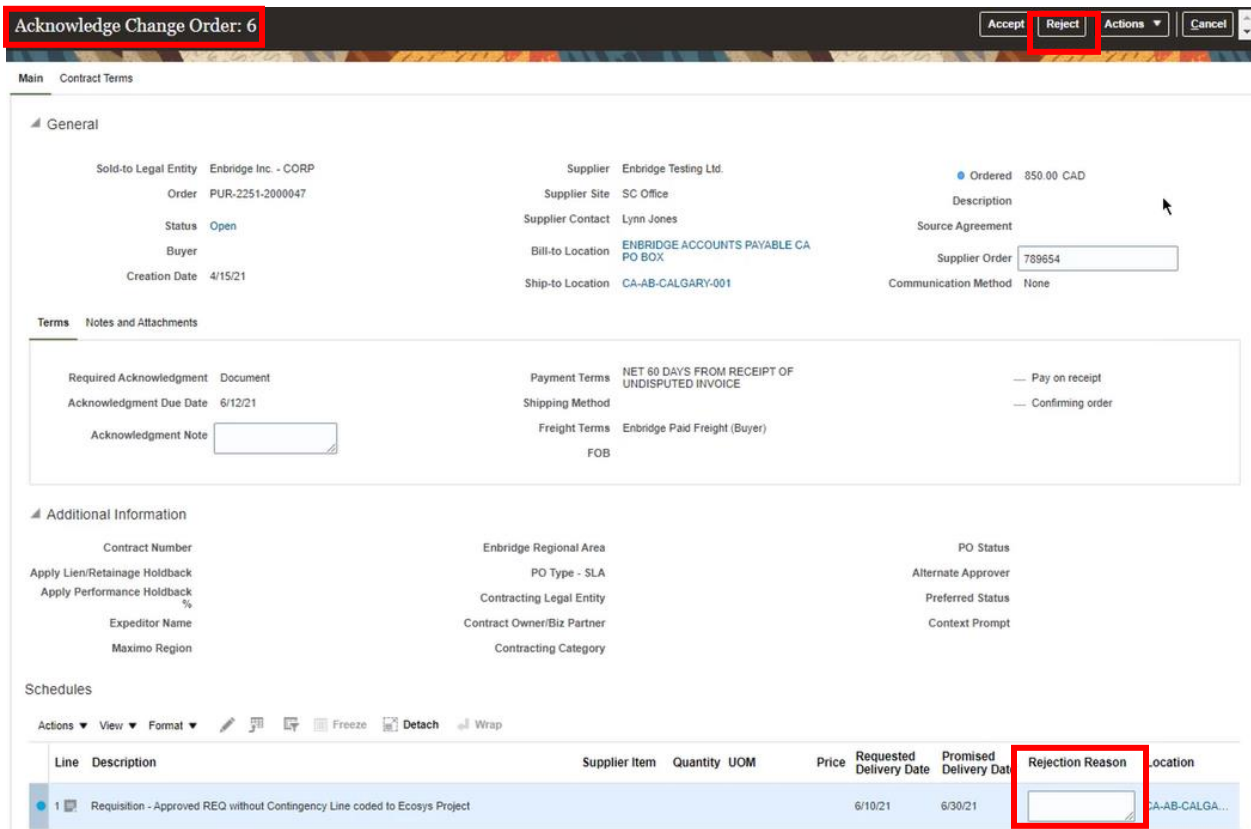 Acknowledge Change Order: 6
Accept Reject Actions Cancel
Main Contract Terms
General
Sold-to Legal Entity Enbridge Inc. - CORP
Order PUR-2251-2000047
Status Open
Buyer
Creation Date 4/15/21
Supplier Enbridge Testing Ltd.
Supplier Site SC Office
Supplier Contact Lynn Jones
Bill-to Location ENBRIDGE ACCOUNTS PAYABLE CA
PO BOX
Ship-to Location CA-AB-CALGARY-001
Ordered 850.00 CAD
Description
Source Agreement
Supplier Order 789654
Communication Method None
Terms Notes and Attachments
Required Acknowledgment Document
Acknowledgment Due Date 6/12/21
Acknowledgment Note
Payment Terms NET 60 DAYS FROM RECEIPT OF
UNDISPUTED INVOICE
Shipping Method
Freight Terms Enbridge Paid Freight (Buyer)
FOB
Pay on receipt
Confirming order
Additional Information
Contract Number
Apply Lien/Retainage Holdback
Apply Performance Holdback
%
Expeditor Name
Maximo Region
Enbridge Regional Area
PO Type - SLA
Contracting Legal Entity
Contract Owner/Biz Partner
Contracting Category
PO Status
Alternate Approver
Preferred Status
Context Prompt
Schedules
Actions View Format Freeze Detach Wrap
Line Description Supplier Item Quantity UOM Price Requested
Delivery Date Promised
Delivery Date Rejection Reason Location
1 Requisition - Approved REQ without Contingency Line coded to Ecosys Project 6/10/21 6/30/21 CA-AB-CALGA...